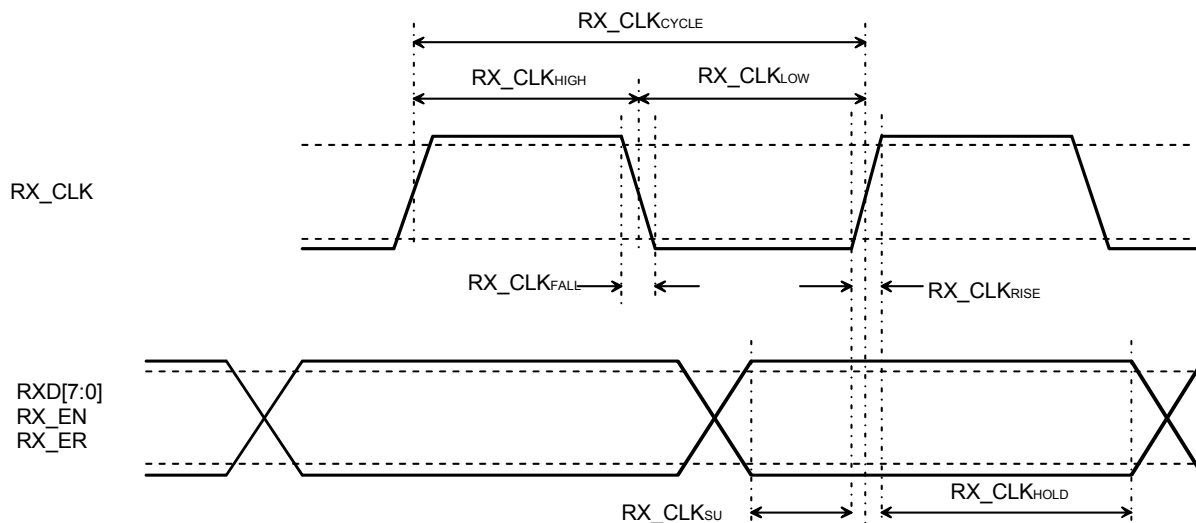 RX_CLKCYCLE
RX_CLKHIGH
RX_CLKLOW
RX_CLK
RX_CLKFALL
RX_CLKRISE
RXD[7:0]
RX_EN
RX_ER
RX_CLKHOLD
RX_CLKSU